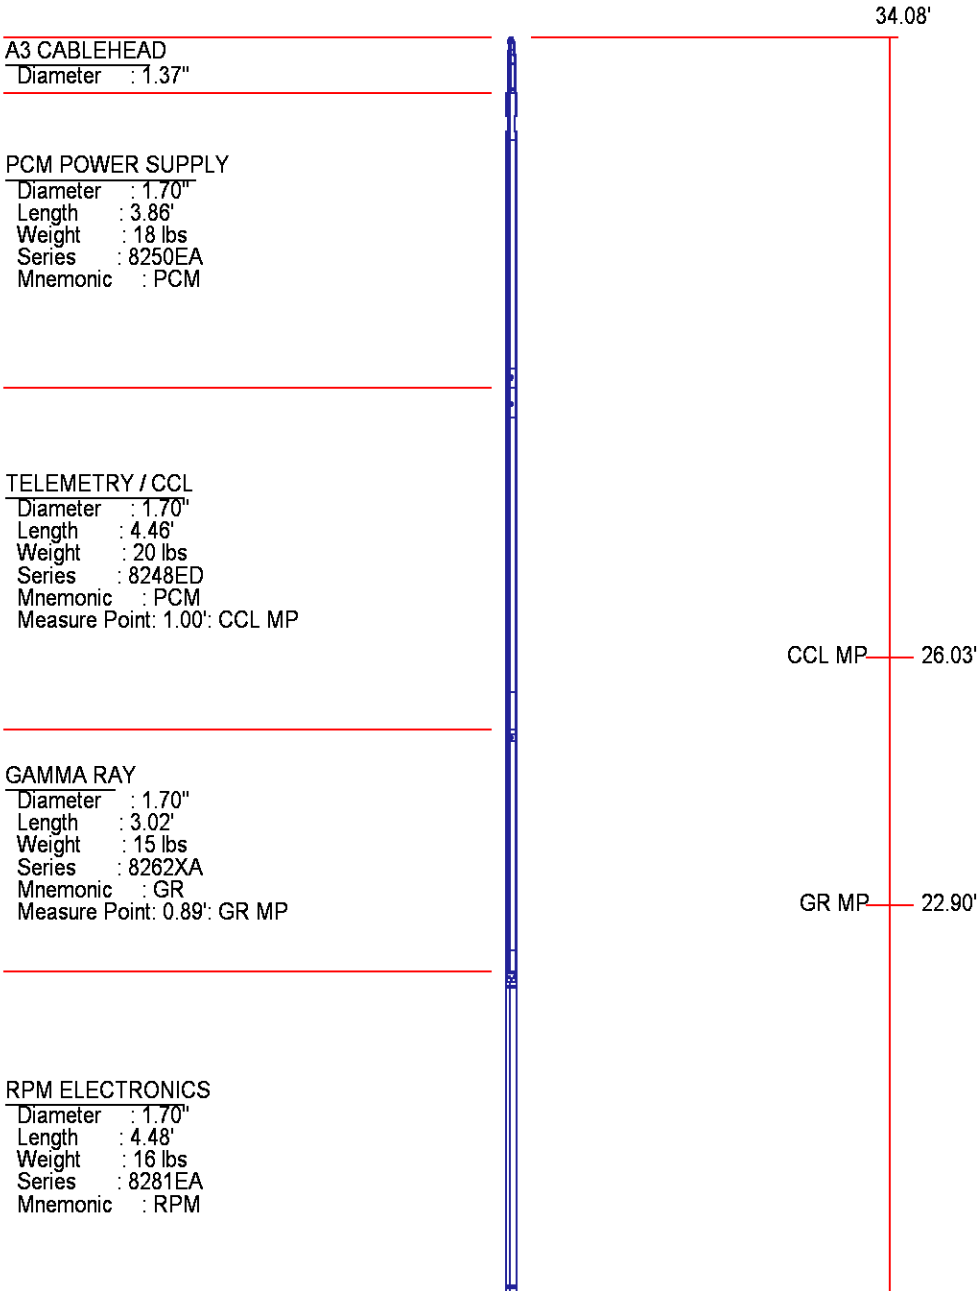 34.08'
A3 CABLEHEAD
Diameter : 1.37"
PCM POWER SUPPLY
Diameter : 1.70"
Length : 3.86'
Weight : 18 lbs
Series : 8250EA
Mnemonic : PCM
TELEMETRY / CCL
Diameter : 1.70"
Length : 4.46'
Weight : 20 lbs
Series : 8248ED
Mnemonic : PCM
Measure Point: 1.00': CCL MP
CCL MP 26.03'
GAMMA RAY
Diameter : 1.70"
Length : 3.02'
Weight : 15 lbs
Series : 8262XA
Mnemonic : GR
Measure Point: 0.89': GR MP
GR MP 22.90'
RPM ELECTRONICS
Diameter : 1.70"
Length : 4.48'
Weight : 16 lbs
Series : 8281EA
Mnemonic : RPM